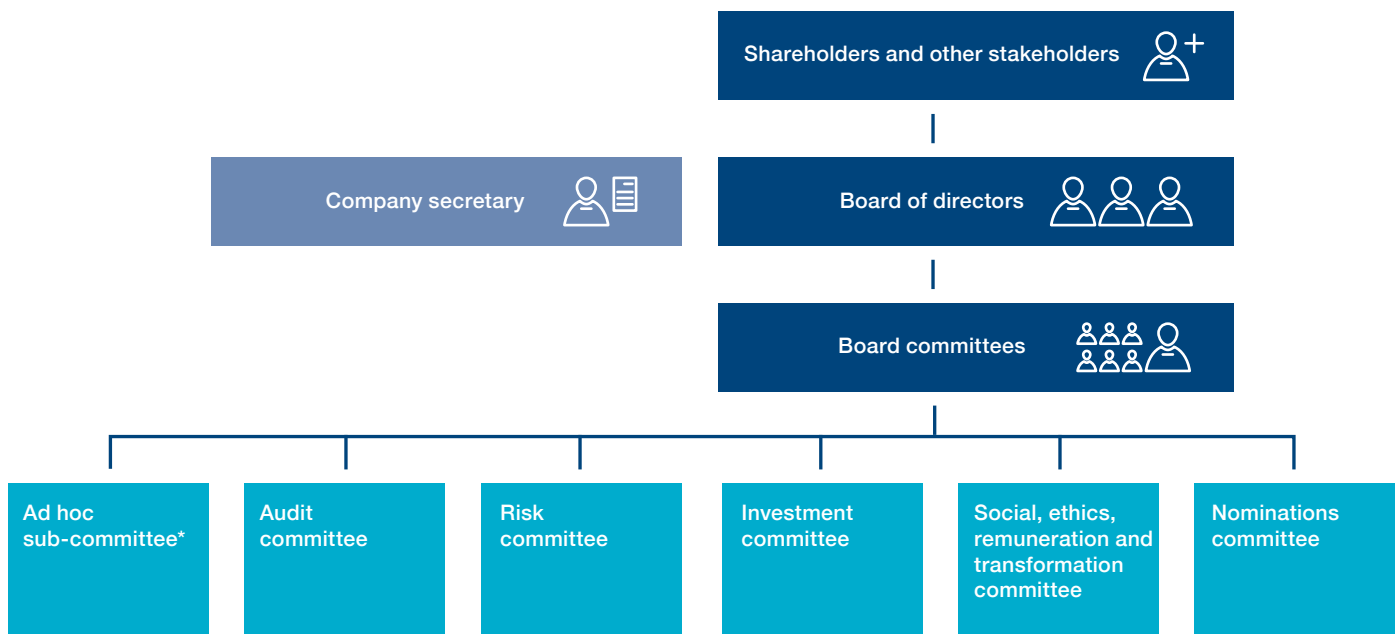 Shareholders and other stakeholders
Company secretary
Board of directors
Board committees
Ad hoc
sub-committee*
Audit
committee
Risk
committee
Investment
committee
Social, ethics,
remuneration and
transformation
committee
Nominations
committee